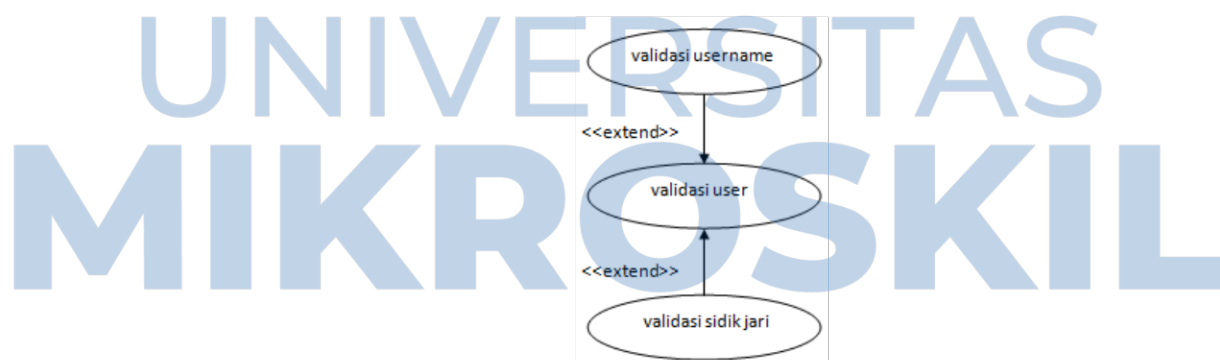 UNIVERSITAS
MIKROSKIL
validasi username
<<extend>>
validasi user
<<extend>>
validasi sidik jari